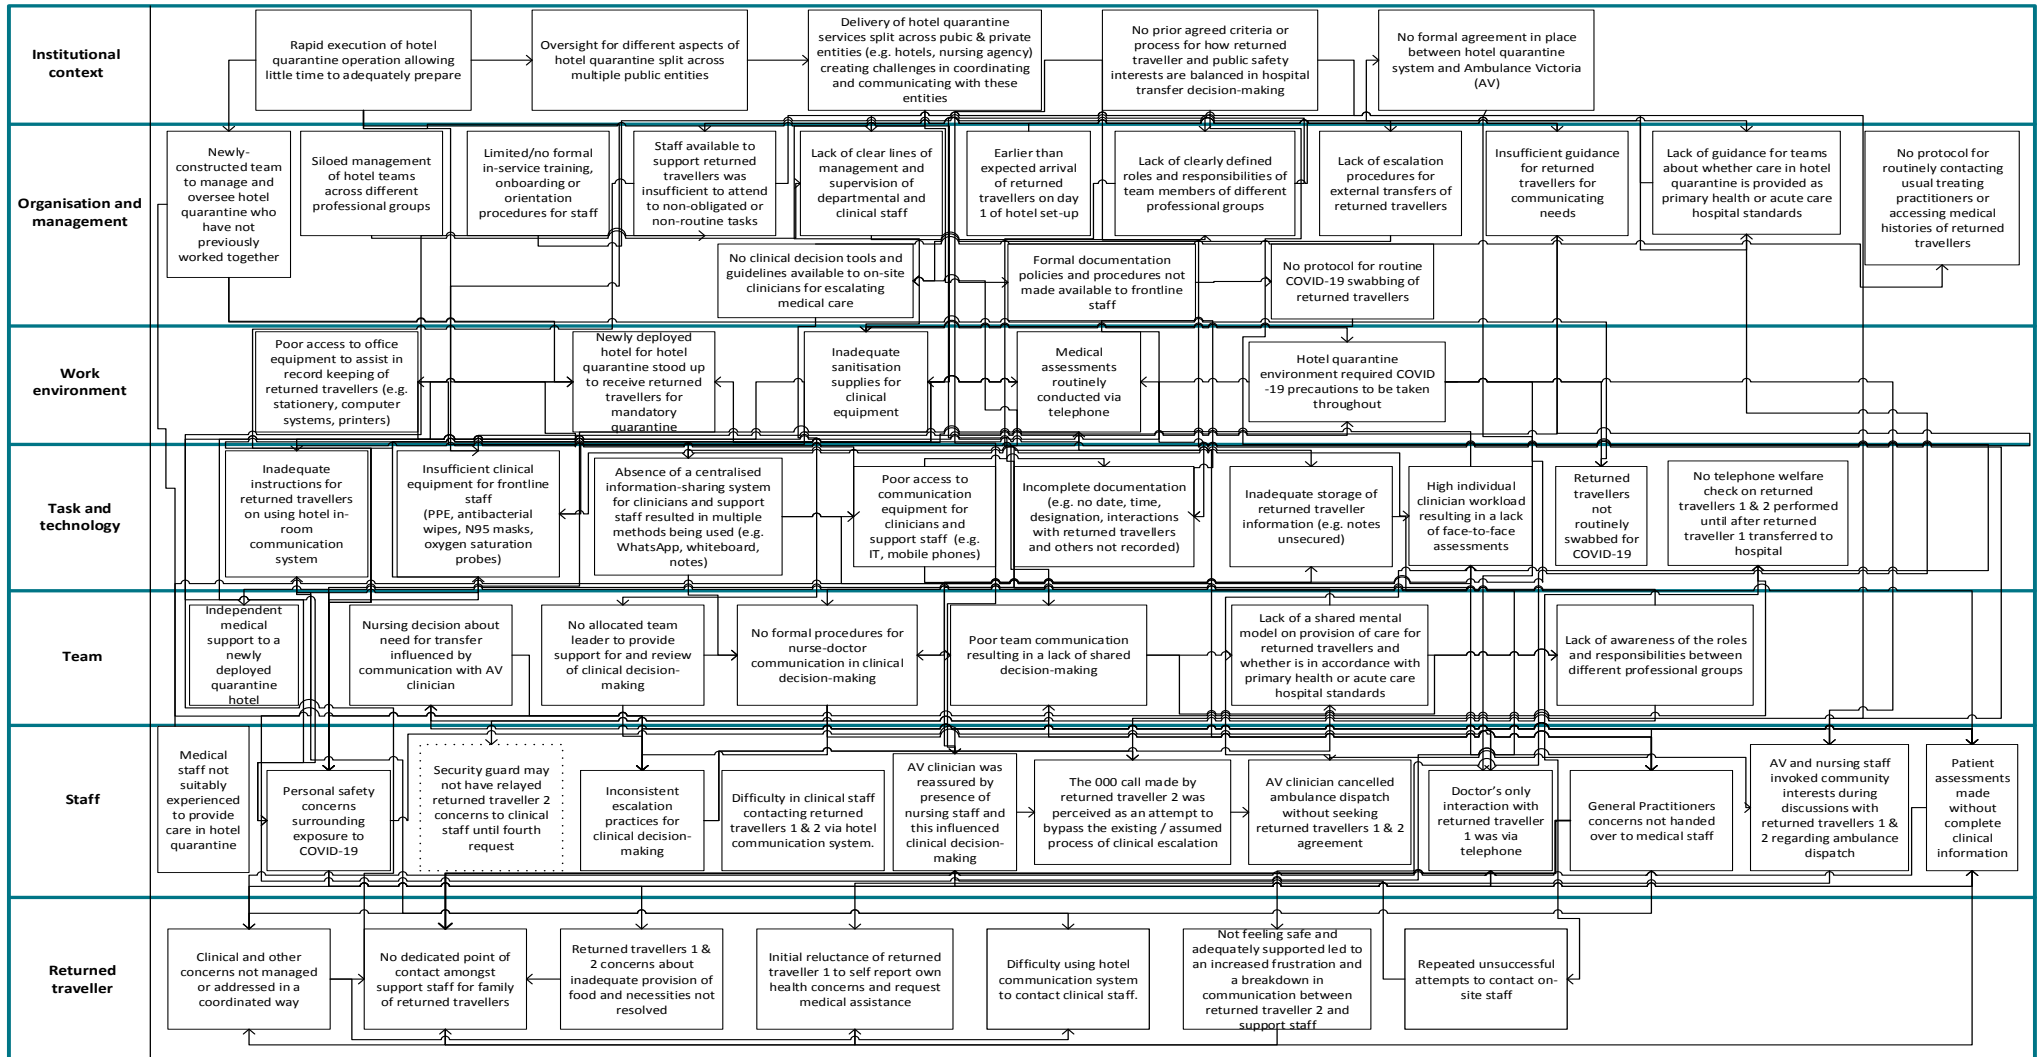 Institutional
context
Rapid execution of hotel
quarantine operation allowing
little time to adequately prepare
Oversight for different aspects of
hotel quarantine split across
multiple public entities
Delivery of hotel quarantine
services split across pubic & private
entities (e.g. hotels, nursing agency)
creating challenges in coordinating
and communicating with these
entities
No prior agreed criteria or
process for how returned
traveller and public safety
interests are balanced in hospital
transfer decision-making
No formal agreement in place
between hotel quarantine
system and Ambulance Victoria
(AV)
Organisation and
management
Newly-
constructed team
to manage and
oversee hotel
quarantine who
have not
previously
worked together
Siloed management
of hotel teams
across different
professional groups
Limited/no formal
in-service training,
onboarding or
orientation
procedures for staff
Staff available to
support returned
travellers was
insufficient to attend
to non-obligated or
non-routine tasks
Lack of clear lines of
management and
supervision of
departmental and
clinical staff
Earlier than
expected arrival
of returned
travellers on day
1 of hotel set-up
Lack of clearly defined
roles and responsibilities of
team members of different
professional groups
Lack of escalation
procedures for
external transfers of
returned travellers
Insufficient guidance
for returned
travellers for
communicating
needs
Lack of guidance for teams
about whether care in hotel
quarantine is provided as
primary health or acute care
hospital standards
No protocol for
routinely contacting
usual treating
practitioners or
accessing medical
histories of returned
travellers
No clinical decision tools and
guidelines available to on-site
clinicians for escalating
medical care
Formal documentation
policies and procedures not
made available to frontline
staff
No protocol for routine
COVID-19 swabbing of
returned travellers
Work
environment
Poor access to office
equipment to assist in
record keeping of
returned travellers (e.g.
stationery, computer
systems, printers)
Newly deployed
hotel for hotel
quarantine stood up
to receive returned
travellers for
mandatory
quarantine
Inadequate
sanitisation
supplies for
clinical
equipment
Medical
assessments
routinely
conducted via
telephone
Hotel quarantine
environment required COVID
-19 precautions to be taken
throughout
Task and
technology
Inadequate
instructions for
returned travellers
on using hotel in-
room
communication
system
Insufficient clinical
equipment for frontline
staff
(PPE, antibacterial
wipes, N95 masks,
oxygen saturation
probes)
Absence of a centralised
information-sharing system
for clinicians and support
staff resulted in multiple
methods being used (e.g.
WhatsApp, whiteboard,
notes)
Poor access to
communication
equipment for
clinicians and
support staff (e.g.
IT, mobile phones)
Incomplete documentation
(e.g. no date, time,
designation, interactions
with returned travellers
and others not recorded)
Inadequate storage of
returned traveller
information (e.g. notes
unsecured)
High individual
clinician workload
resulting in a lack
of face-to-face
assessments
Returned
travellers not
routinely
swabbed for
COVID-19
No telephone welfare
check on returned
travellers 1 & 2 performed
until after returned
traveller 1 transferred to
hospital
Team
Independent
medical
support to a
newly
deployed
quarantine
hotel
Nursing decision about
need for transfer
influenced by
communication with AV
clinician
No allocated team
leader to provide
support for and review
of clinical decision-
making
No formal procedures for
nurse-doctor
communication in clinical
decision-making
Poor team communication
resulting in a lack of shared
decision-making
Lack of a shared mental
model on provision of care for
returned travellers and
whether is in accordance with
primary health or acute care
hospital standards
Lack of awareness of the roles
and responsibilities between
different professional groups
Staff
Medical
staff not
suitably
experienced
to provide
care in hotel
quarantine
Personal safety
concerns
surrounding
exposure to
COVID-19
Security guard may
not have relayed
returned traveller 2
concerns to clinical
staff until fourth
request
Inconsistent
escalation
practices for
clinical decision-
making
Difficulty in clinical staff
contacting returned
travellers 1 & 2 via hotel
communication system.
AV clinician was
reassured by
presence of
nursing staff and
this influenced
clinical decision-
making
The 000 call made by
returned traveller 2 was
perceived as an attempt to
bypass the existing / assumed
process of clinical escalation
AV clinician cancelled
ambulance dispatch
without seeking
returned travellers 1 & 2
agreement
Doctor's only
interaction with
returned traveller
1 was via
telephone
General Practitioners
concerns not handed
over to medical staff
AV and nursing staff
invoked community
interests during
discussions with
returned travellers 1 &
2 regarding ambulance
dispatch
Patient
assessments
made
without
complete
clinical
information
Returned
traveller
Clinical and other
concerns not managed
or addressed in a
coordinated way
No dedicated point of
contact amongst
support staff for family
of returned travellers
Returned travellers 1 &
2 concerns about
inadequate provision of
food and necessities not
resolved
Initial reluctance of returned
traveller 1 to self report own
health concerns and request
medical assistance
Difficulty using hotel
communication system
to contact clinical staff.
Not feeling safe and
adequately supported led to
an increased frustration and
a breakdown in
communication between
returned traveller 2 and
support staff
Repeated unsuccessful
attempts to contact on-
site staff